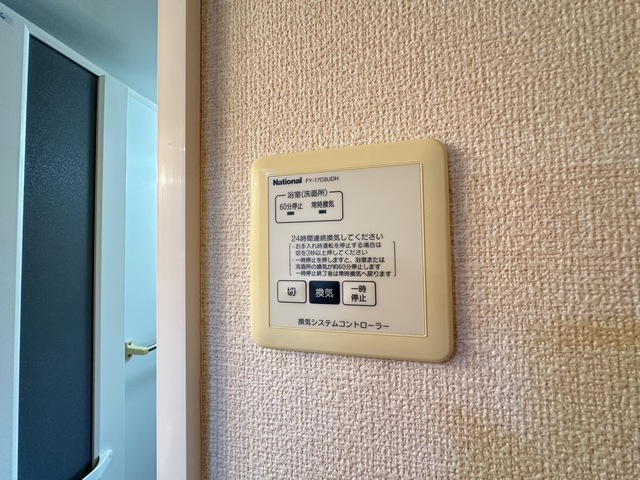 National FY-17C6UDH
浴室(洗面所)
60分停止 常時換気
24時間連続換気してください
・お手入れ時運転を停止する場合は
切を3秒以上押してください
・一時停止を押しますと、浴室または
洗面所の換気が約60分停止します
一時停止終了後は常時換気へ戻ります
切 換気 一時
停止
換気システムコントローラー